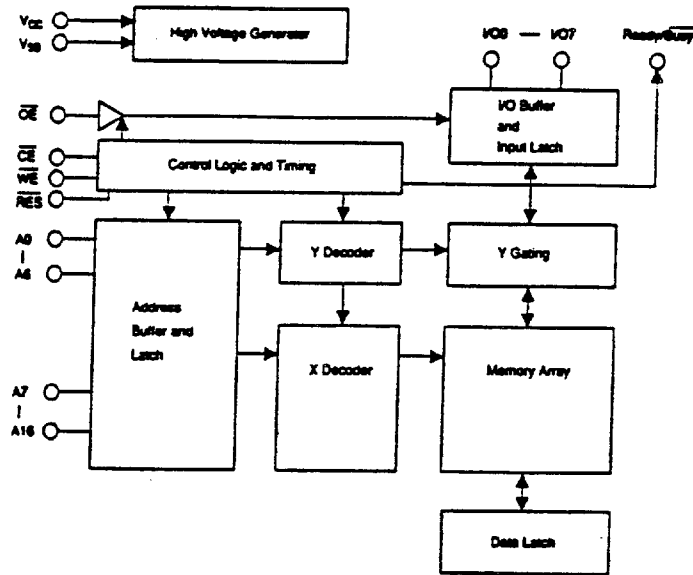 VCC
VSS
High Voltage Generator
I/O0 — I/O7
Ready/Busy
OE
I/O Buffer
and
Input Latch
CE
WE
RES
Control Logic and Timing
A0
A6
Address
Buffer and
Latch
Y Decoder
Y Gating
X Decoder
Memory Array
A7
A16
Data Latch